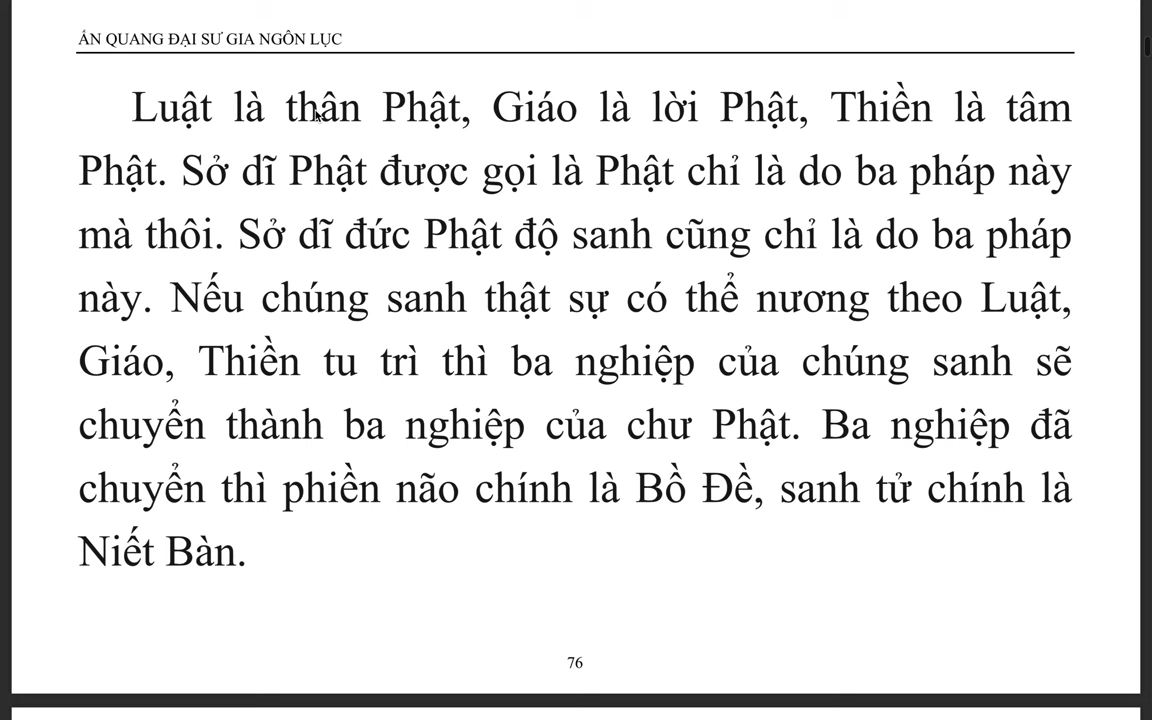 ẤN QUANG ĐẠI SƯ GIA NGÔN LỤC
Luật là thân Phật, Giáo là lời Phật, Thiền là tâm
Phật. Sở dĩ Phật được gọi là Phật chỉ là do ba pháp này
mà thôi. Sở dĩ đức Phật độ sanh cũng chỉ là do ba pháp
này. Nếu chúng sanh thật sự có thể nương theo Luật,
Giáo, Thiền tu trì thì ba nghiệp của chúng sanh sẽ
chuyển thành ba nghiệp của chư Phật. Ba nghiệp đã
chuyển thì phiền não chính là Bồ Đề, sanh tử chính là
Niết Bàn.
76